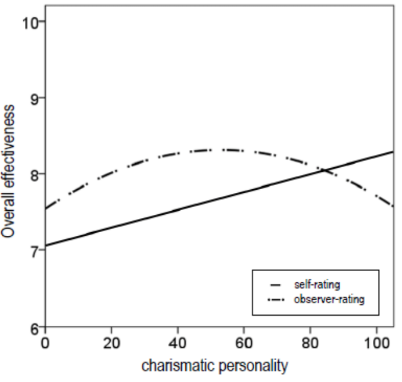 10
9
8
7
6
0 20 40 60 80 100
Overall effectiveness
charismatic personality
self-rating
observer-rating